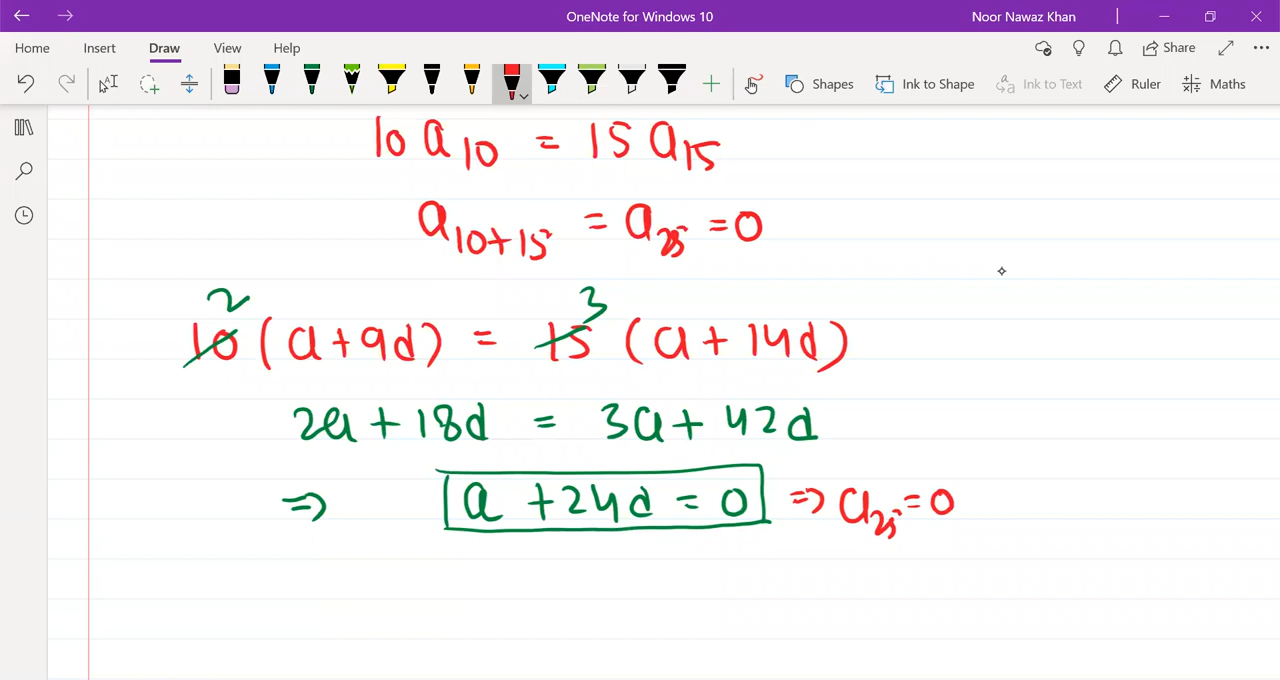 OneNote for Windows 10
Noor Nawaz Khan
Home Insert Draw View Help
Share
Shapes Ink to Shape Ink to Text Ruler Maths
10 a₁₀ = 15 a₁₅
a₁₀₊₁₅ = a₂₅ = 0
2 3
10 (a+9d) = 15 (a+14d)
2a+18d = 3a+42d
⇒ a +24d = 0 ⇒ a₂₅ = 0